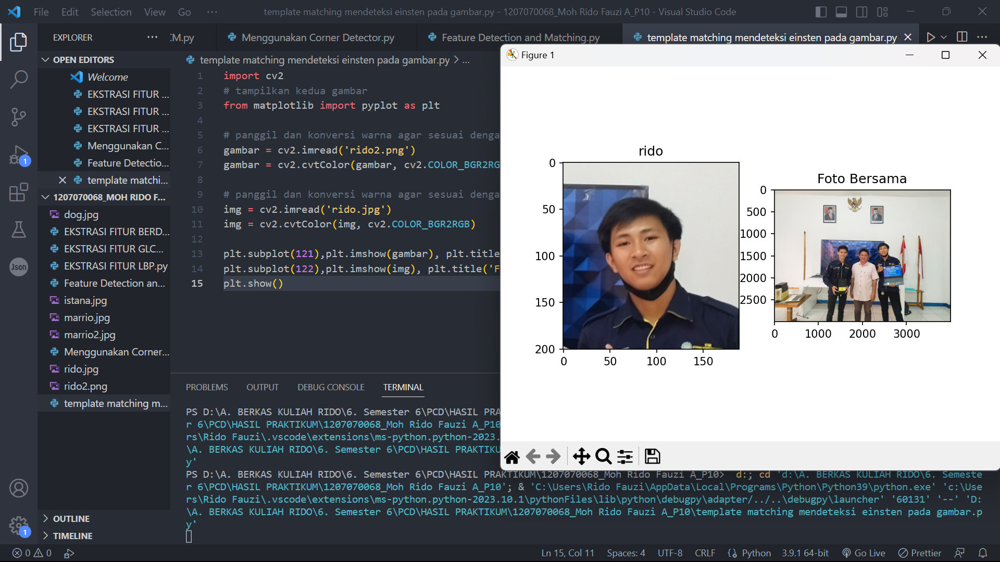 File Edit Selection View Go ... template matching mendeteksi einsten pada gambar.py - 1207070068_Moh Rido Fauzi A_P10 - Visual Studio Code
EXPLORER ... :M.py Menggunakan Corner Detector.py Feature Detection and Matching.py template matching mendeteksi einsten pada gambar.py
OPEN EDITORS
Welcome
EKSTRASI FITUR ...
EKSTRASI FITUR ...
EKSTRASI FITUR ...
Menggunakan C...
Feature Detectio...
template matchi...
1207070068_MOH RIDO F...
dog.jpg
EKSTRASI FITUR BERD...
EKSTRASI FITUR GLC...
EKSTRASI FITUR LBP.py
Feature Detection an...
istana.jpg
marrio.jpg
marrio2.jpg
Menggunakan Corner...
rido.jpg
rido2.png
template matching m...
OUTLINE
TIMELINE
Json
1
1
template matching mendeteksi einsten pada gambar.py > ...
1 import cv2
2 # tampilkan kedua gambar
3 from matplotlib import pyplot as plt
4
5 # panggil dan konversi warna agar sesuai denga
6 gambar = cv2.imread('rido2.png')
7 gambar = cv2.cvtColor(gambar, cv2.COLOR_BGR2RG
8
9 # panggil dan konversi warna agar sesuai denga
10 img = cv2.imread('rido.jpg')
11 img = cv2.cvtColor(img, cv2.COLOR_BGR2RGB)
12
13 plt.subplot(121),plt.imshow(gambar), plt.title
14 plt.subplot(122),plt.imshow(img), plt.title('F
15 plt.show()
Figure 1
rido
0
50
100
150
200
0 50 100 150
Foto Bersama
0
500
1000
1500
2000
2500
0 1000 2000 3000
PROBLEMS OUTPUT DEBUG CONSOLE TERMINAL
PS D:\A. BERKAS KULIAH RIDO\6. Semester 6\PCD\HASIL PRA
r 6\PCD\HASIL PRAKTIKUM\1207070068_Moh Rido Fauzi A_P10
rs\Rido Fauzi\.vscode\extensions\ms-python.python-2023.
\A. BERKAS KULIAH RIDO\6. Semester 6\PCD\HASIL PRAKTIKU
y'
PS D:\A. BERKAS KULIAH RIDO\6. Semester 6\PCD\HASIL PRAKTIKUM\1207070068_Moh Rido Fauzi A_P10> d:; cd 'd:\A. BERKAS KULIAH RIDO\6. Semeste
r 6\PCD\HASIL PRAKTIKUM\1207070068_Moh Rido Fauzi A_P10'; & 'C:\Users\Rido Fauzi\AppData\Local\Programs\Python\Python39\python.exe' 'c:\Use
rs\Rido Fauzi\.vscode\extensions\ms-python.python-2023.10.1\pythonFiles\lib\python\debugpy\adapter/../..\debugpy\launcher' '60131' '--' 'D:
\A. BERKAS KULIAH RIDO\6. Semester 6\PCD\HASIL PRAKTIKUM\1207070068_Moh Rido Fauzi A_P10\template matching mendeteksi einsten pada gambar.p
y'
0 0 Ln 15, Col 11 Spaces: 4 UTF-8 CRLF Python 3.9.1 64-bit Go Live Prettier